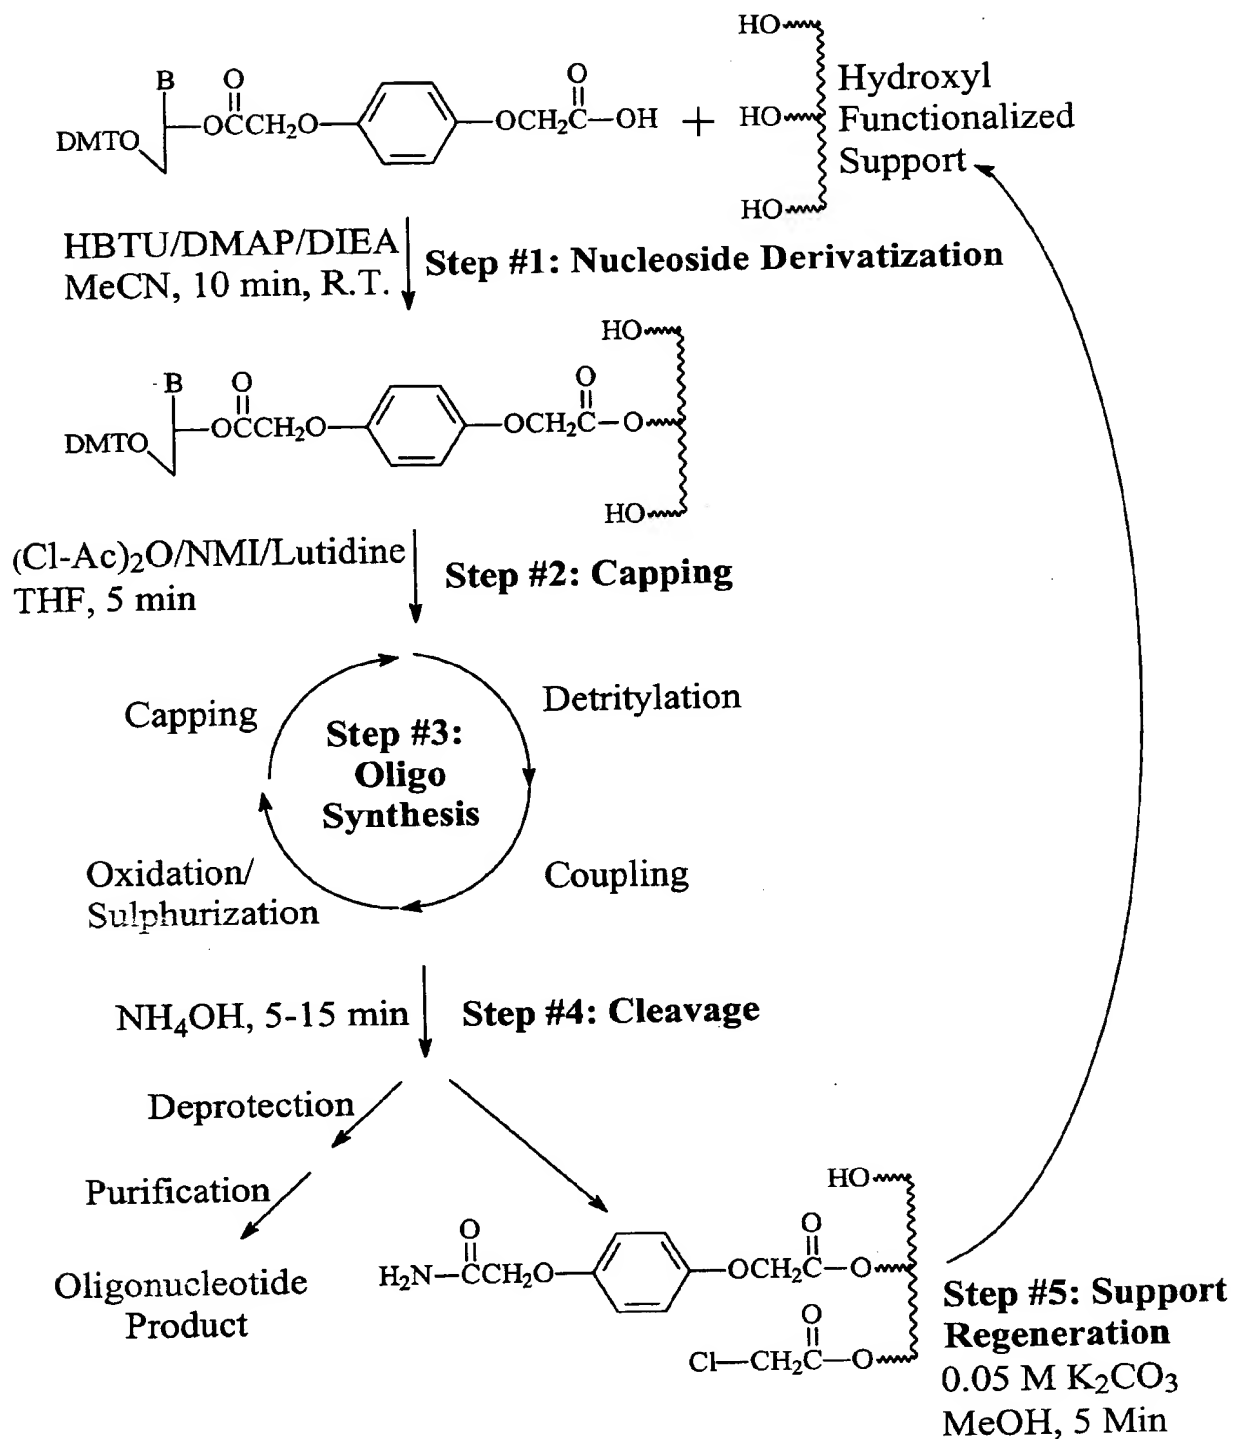 B
O
DMTO
OCCH₂O
OCH₂C–OH
O
+
HO
HO
HO
Hydroxyl
Functionalized
Support
HBTU/DMAP/DIEA
MeCN, 10 min, R.T.
Step #1: Nucleoside Derivatization
B
O
DMTO
OCCH₂O
OCH₂C–O
O
HO
HO
(Cl-Ac)₂O/NMI/Lutidine
THF, 5 min
Step #2: Capping
Capping
Detritylation
Step #3:
Oligo
Synthesis
Oxidation/
Sulphurization
Coupling
NH₄OH, 5-15 min
Step #4: Cleavage
Deprotection
Purification
Oligonucleotide
Product
HO
O
H₂N–CCH₂O
O
OCH₂C–O
O
Cl–CH₂C–O
Step #5: Support
Regeneration
0.05 M K₂CO₃
MeOH, 5 Min